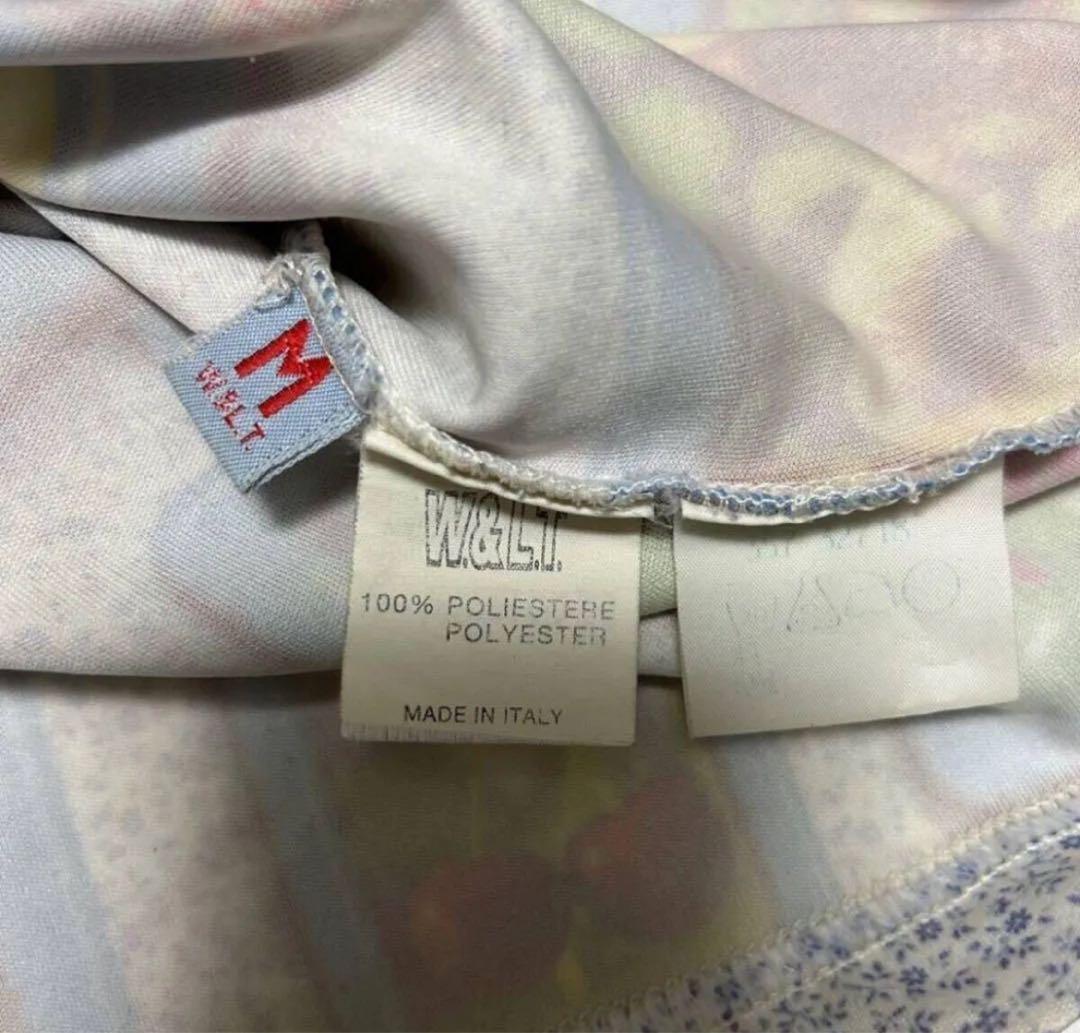 M
W.&L.T.
W.&L.T.
100% POLIESTERE
POLYESTER
MADE IN ITALY